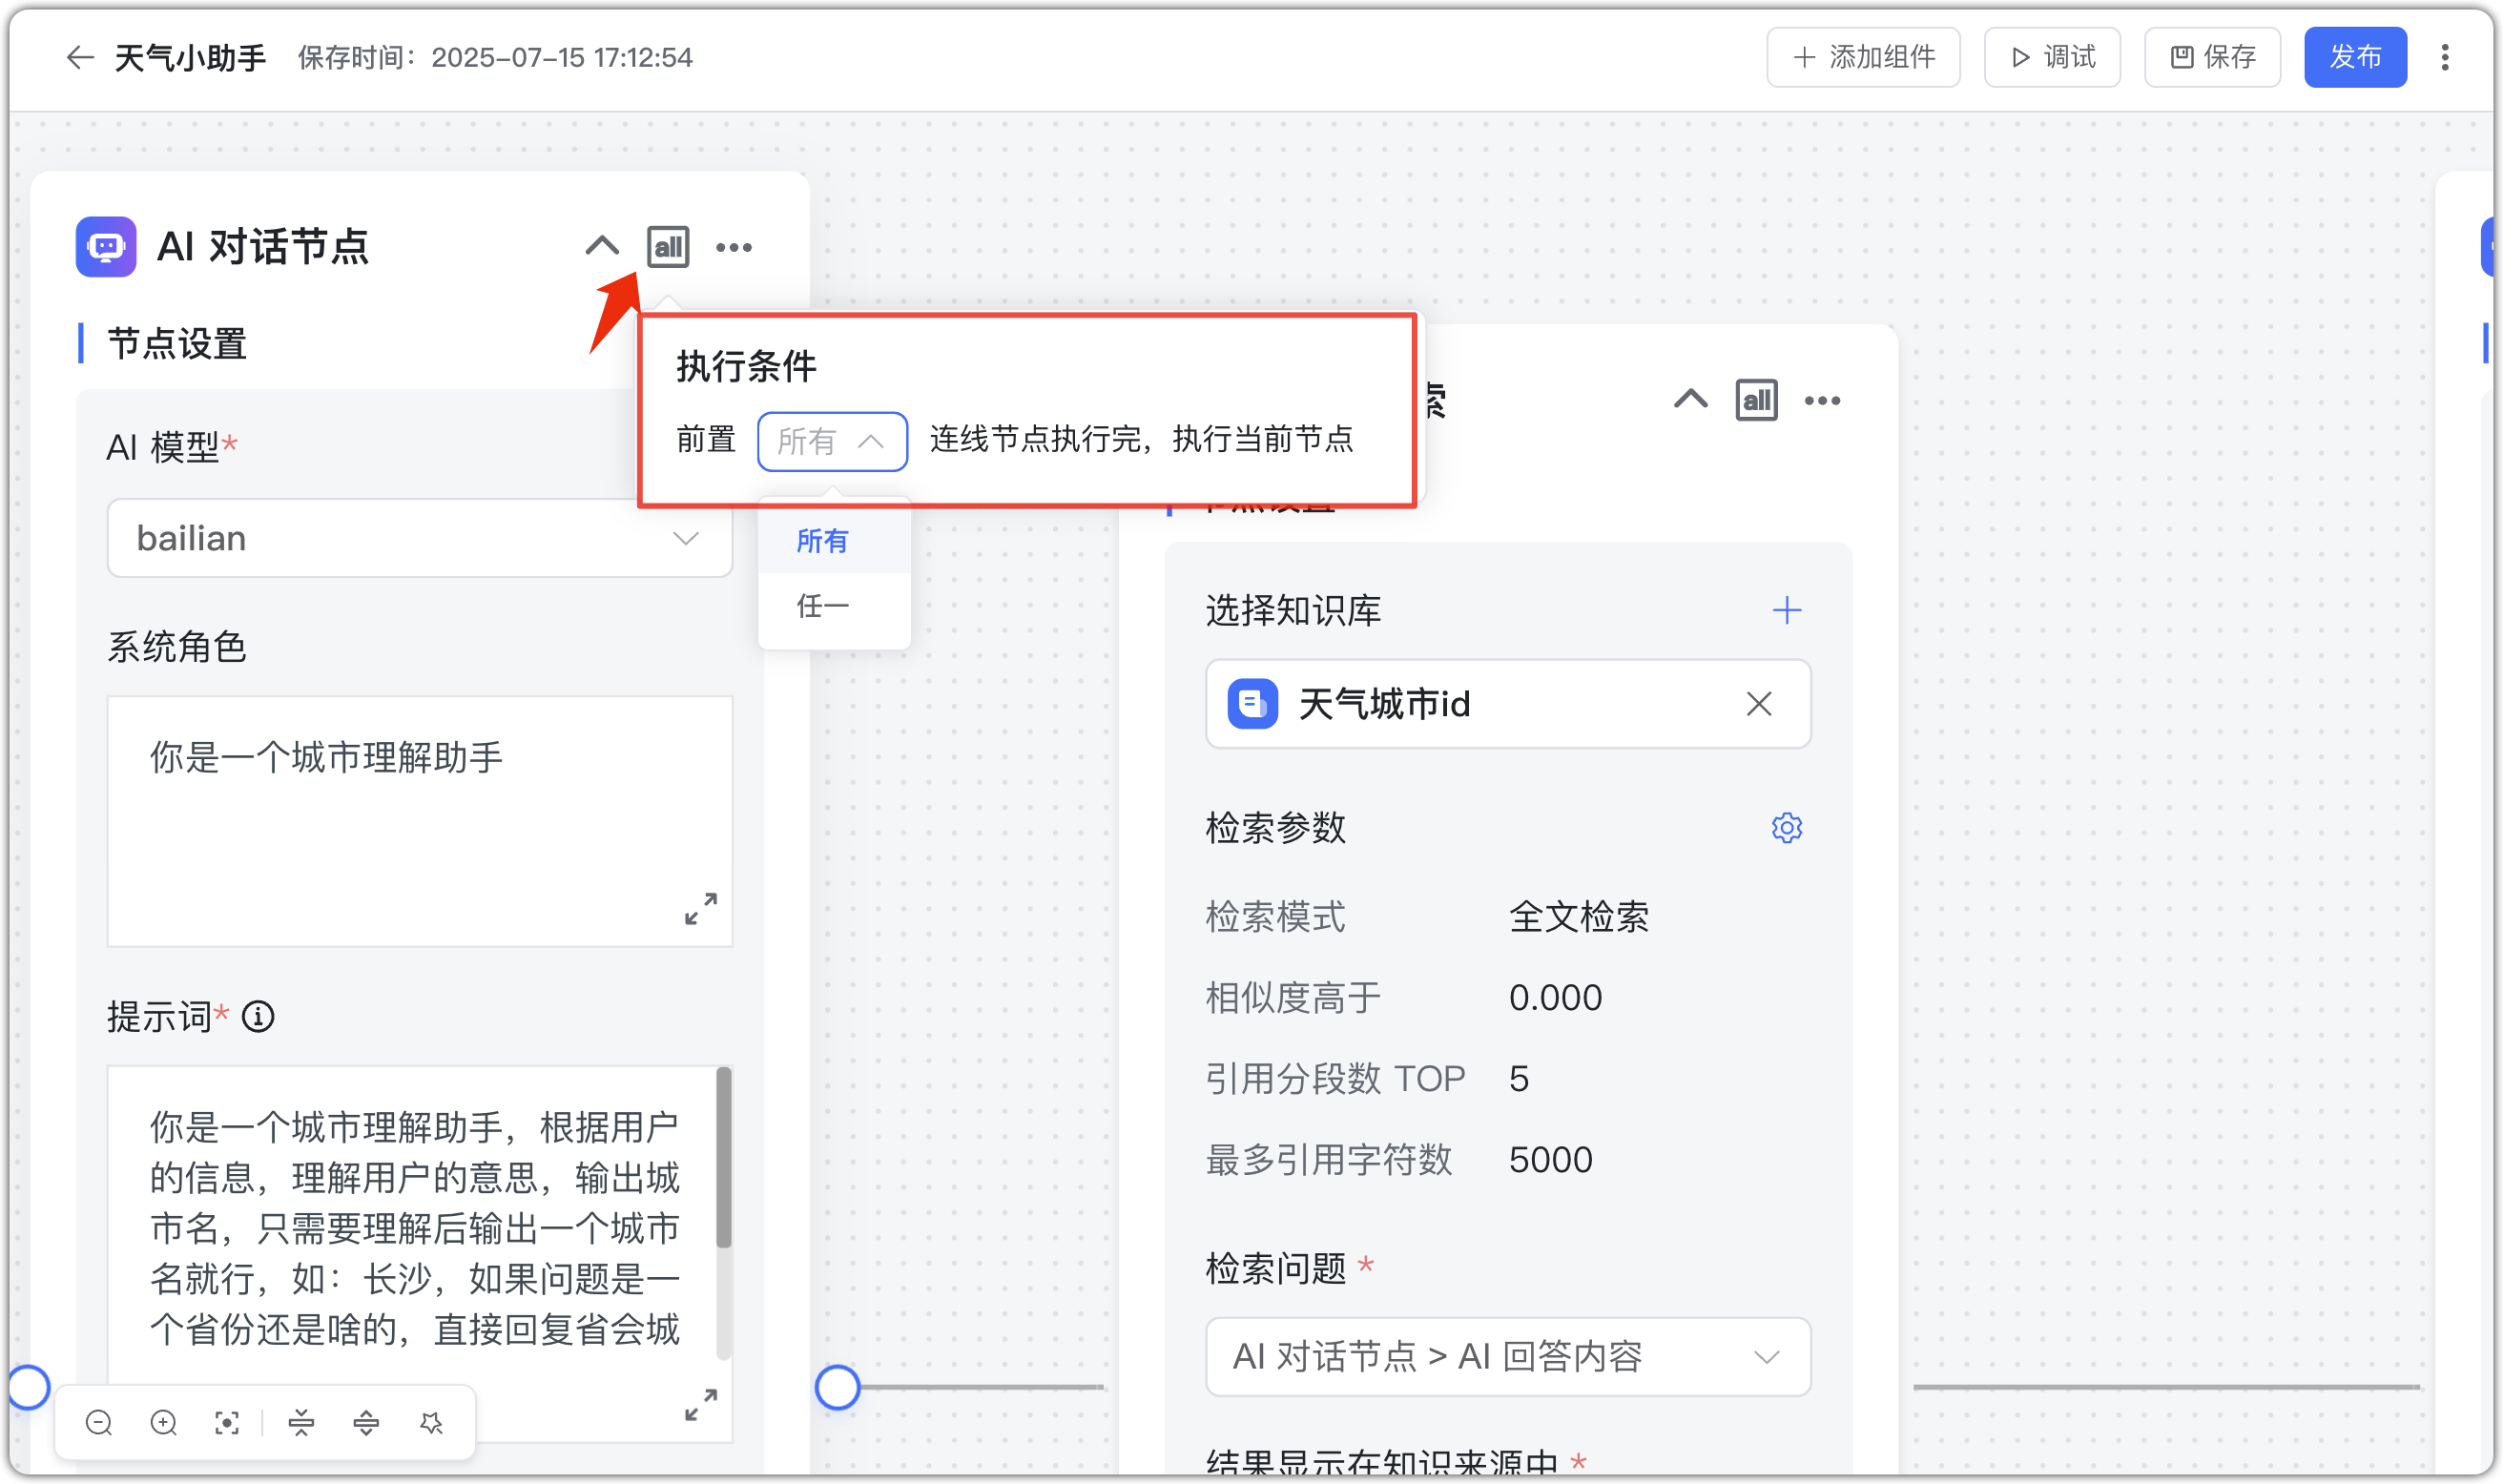 天气小助手 保存时间：2025-07-15 17:12:54
添加组件 调试 保存 发布
AI 对话节点 all
节点设置
AI 模型*
bailian
系统角色
你是一个城市理解助手
提示词*
你是一个城市理解助手，根据用户
的信息，理解用户的意思，输出城
市名，只需要理解后输出一个城市
名就行，如：长沙，如果问题是一
个省份还是啥的，直接回复省会城
执行条件
前置 所有 连线节点执行完，执行当前节点
所有
任一
索 all
节点设置
选择知识库
天气城市id
检索参数
检索模式 全文检索
相似度高于 0.000
引用分段数 TOP 5
最多引用字符数 5000
检索问题 *
AI 对话节点 > AI 回答内容
结果显示在知识来源中 *